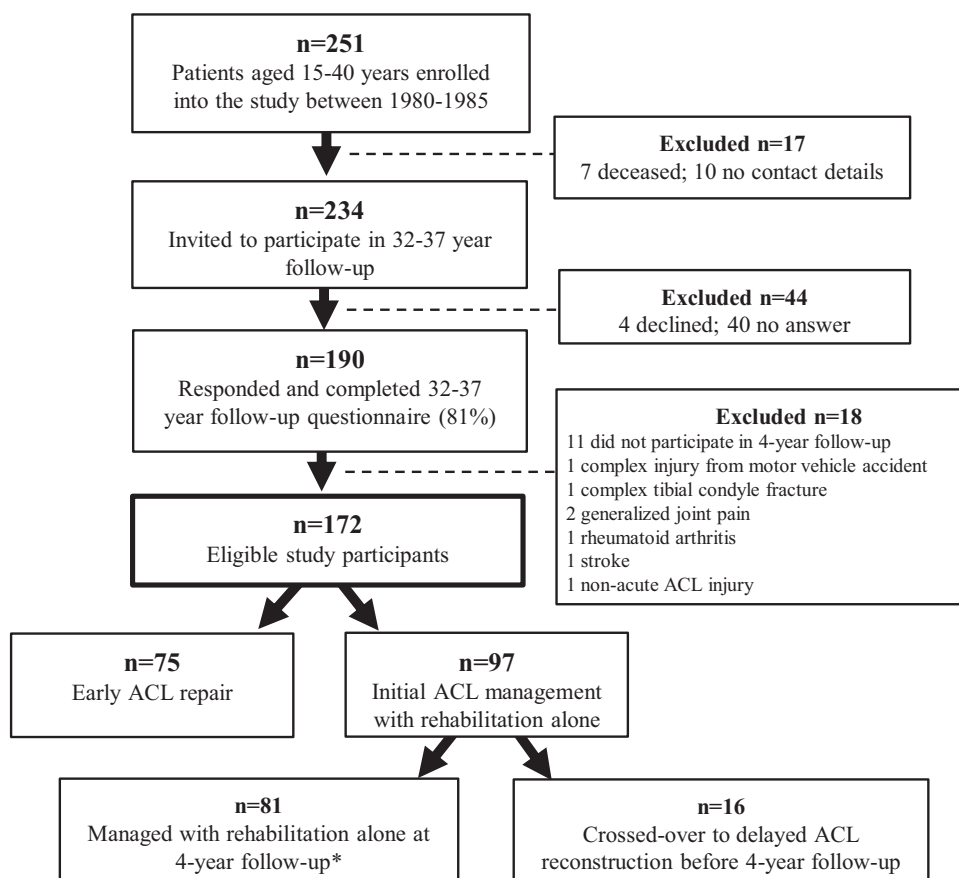 n=251
Patients aged 15-40 years enrolled
into the study between 1980-1985
Excluded n=17
7 deceased; 10 no contact details
n=234
Invited to participate in 32-37 year
follow-up
Excluded n=44
4 declined; 40 no answer
n=190
Responded and completed 32-37
year follow-up questionnaire (81%)
Excluded n=18
11 did not participate in 4-year follow-up
1 complex injury from motor vehicle accident
1 complex tibial condyle fracture
2 generalized joint pain
1 rheumatoid arthritis
1 stroke
1 non-acute ACL injury
n=172
Eligible study participants
n=75
Early ACL repair
n=97
Initial ACL management
with rehabilitation alone
n=81
Managed with rehabilitation alone at
4-year follow-up*
n=16
Crossed-over to delayed ACL
reconstruction before 4-year follow-up